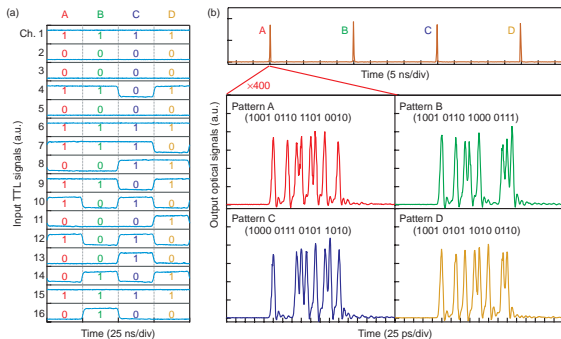 (a)
A B C D
Ch. 1 1 1 1 1
2 0 0 0 0
3 0 0 0 0
4 1 1 0 1
5 0 0 0 0
6 1 1 1 1
7 1 1 1 0
8 0 0 1 1
9 1 1 0 1
10 1 0 1 0
11 0 0 0 1
12 1 0 1 0
13 0 0 1 0
14 0 1 0 1
15 1 1 1 1
16 0 1 0 0
Input TTL signals (a.u.)
Time (25 ns/div)
(b)
A B C D
Time (5 ns/div)
×400
Output optical signals (a.u.)
Pattern A
(1001 0110 1101 0010)
Pattern B
(1001 0110 1000 0111)
Pattern C
(1000 0111 0101 1010)
Pattern D
(1001 0101 1010 0110)
Time (25 ps/div)